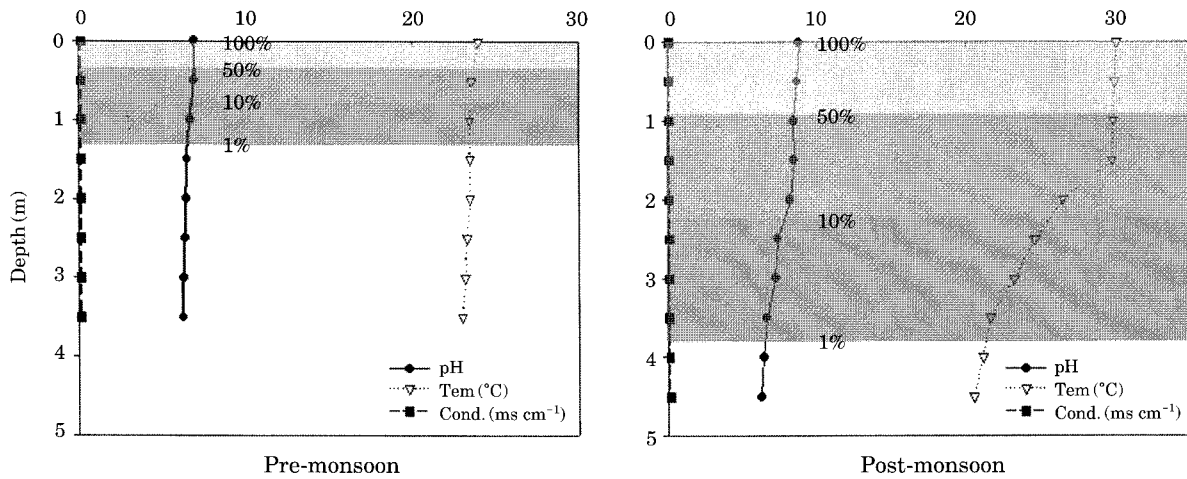 0 10 20 30
0
1
2
3
4
5
Depth (m)
100%
50%
10%
1%
pH
Tem (°C)
Cond. (ms cm⁻¹)
Pre-monsoon
0 10 20 30
0
1
2
3
4
5
100%
50%
10%
1%
pH
Tem (°C)
Cond. (ms cm⁻¹)
Post-monsoon